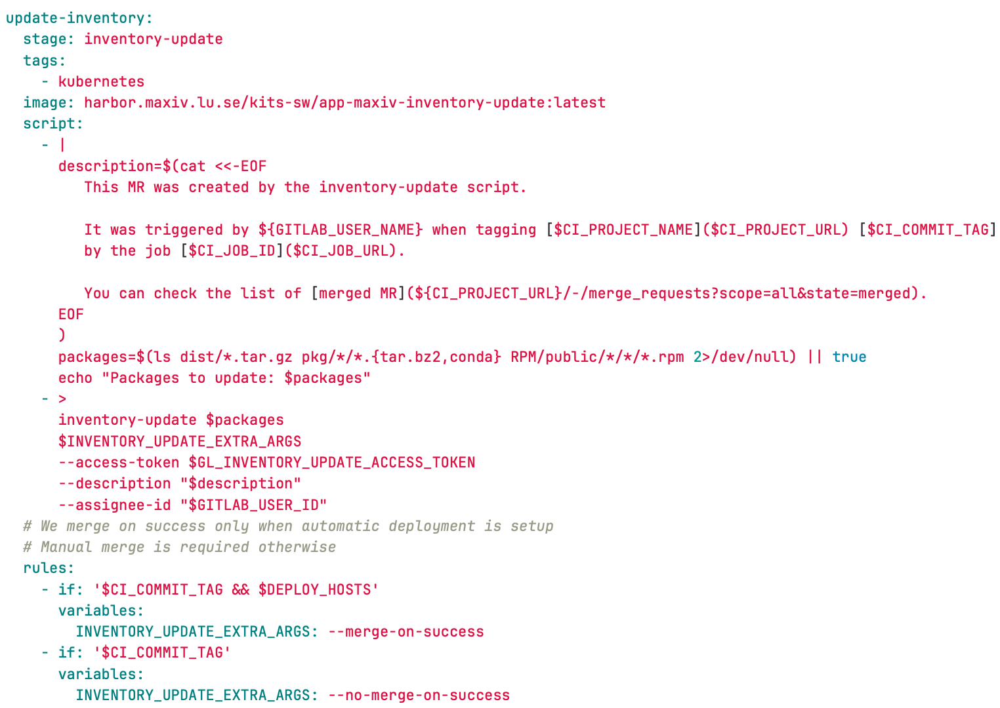 update-inventory:
  stage: inventory-update
  tags:
    - kubernetes
  image: harbor.maxiv.lu.se/kits-sw/app-maxiv-inventory-update:latest
  script:
    - |
      description=$(cat <<-EOF
         This MR was created by the inventory-update script.

         It was triggered by ${GITLAB_USER_NAME} when tagging [$CI_PROJECT_NAME]($CI_PROJECT_URL) [$CI_COMMIT_TAG]
         by the job [$CI_JOB_ID]($CI_JOB_URL).

         You can check the list of [merged MR](${CI_PROJECT_URL}/-/merge_requests?scope=all&state=merged).
      EOF
      )
      packages=$(ls dist/*.tar.gz pkg/*/*.{tar.bz2,conda} RPM/public/*/*/*.rpm 2>/dev/null) || true
      echo "Packages to update: $packages"
    - >
      inventory-update $packages
      $INVENTORY_UPDATE_EXTRA_ARGS
      --access-token $GL_INVENTORY_UPDATE_ACCESS_TOKEN
      --description "$description"
      --assignee-id "$GITLAB_USER_ID"
  # We merge on success only when automatic deployment is setup
  # Manual merge is required otherwise
  rules:
    - if: '$CI_COMMIT_TAG && $DEPLOY_HOSTS'
      variables:
        INVENTORY_UPDATE_EXTRA_ARGS: --merge-on-success
    - if: '$CI_COMMIT_TAG'
      variables:
        INVENTORY_UPDATE_EXTRA_ARGS: --no-merge-on-success